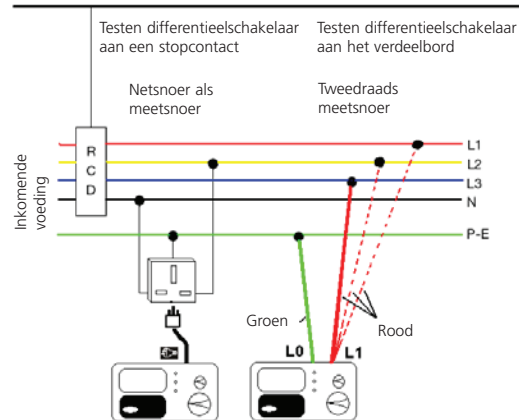 Testen differentieelschakelaar
aan een stopcontact
Testen differentieelschakelaar
aan het verdeelbord
Netsnoer als
meetsnoer
Tweedraads
meetsnoer
Inkomende
voeding
R
C
D
L1
L2
L3
N
P-E
Groen
Rood
L0
L1